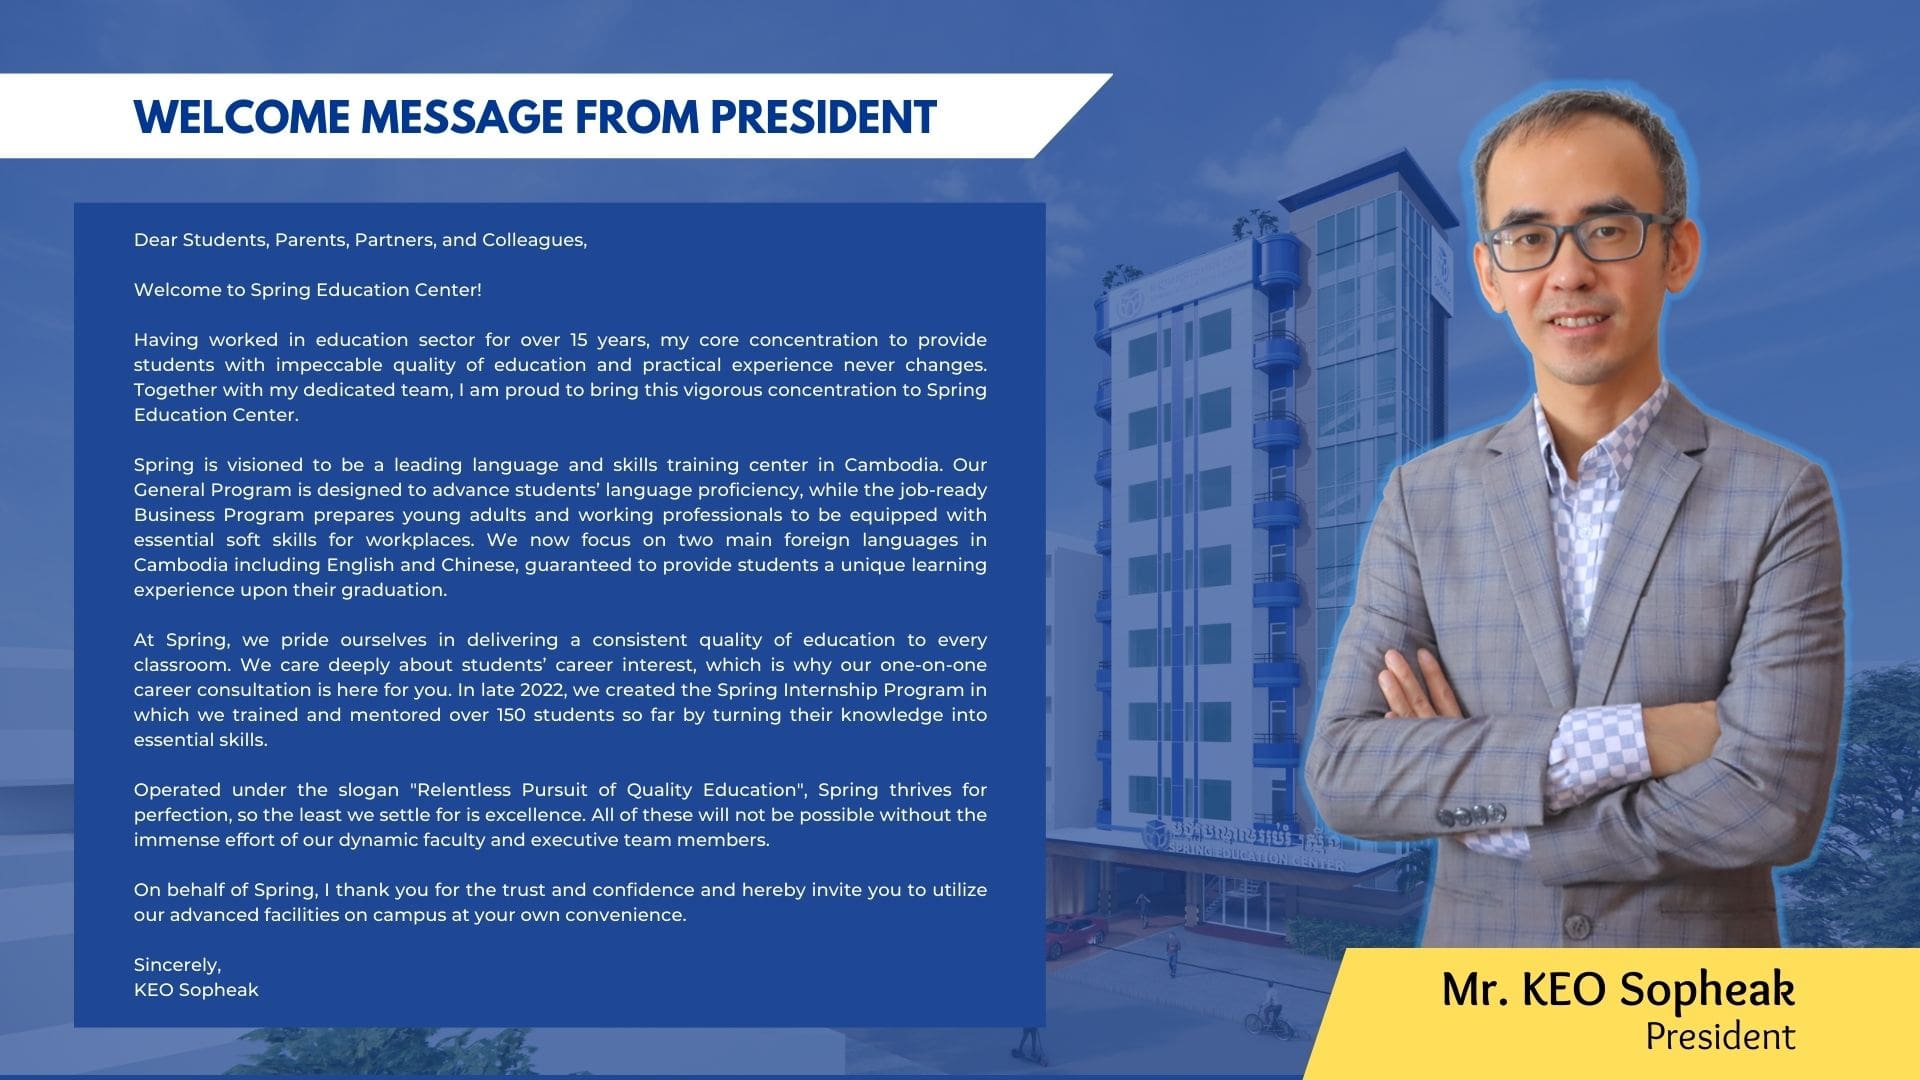 WELCOME MESSAGE FROM PRESIDENT
Dear Students, Parents, Partners, and Colleagues,
Welcome to Spring Education Center!
Having worked in education sector for over 15 years, my core concentration to provide
students with impeccable quality of education and practical experience never changes.
Together with my dedicated team, I am proud to bring this vigorous concentration to Spring
Education Center.
Spring is visioned to be a leading language and skills training center in Cambodia. Our
General Program is designed to advance students’ language proficiency, while the job-ready
Business Program prepares young adults and working professionals to be equipped with
essential soft skills for workplaces. We now focus on two main foreign languages in
Cambodia including English and Chinese, guaranteed to provide students a unique learning
experience upon their graduation.
At Spring, we pride ourselves in delivering a consistent quality of education to every
classroom. We care deeply about students’ career interest, which is why our one-on-one
career consultation is here for you. In late 2022, we created the Spring Internship Program in
which we trained and mentored over 150 students so far by turning their knowledge into
essential skills.
Operated under the slogan "Relentless Pursuit of Quality Education", Spring thrives for
perfection, so the least we settle for is excellence. All of these will not be possible without the
immense effort of our dynamic faculty and executive team members.
On behalf of Spring, I thank you for the trust and confidence and hereby invite you to utilize
our advanced facilities on campus at your own convenience.
Sincerely,
KEO Sopheak
SPRING EDUCATION CENTER
Mr. KEO Sopheak
President